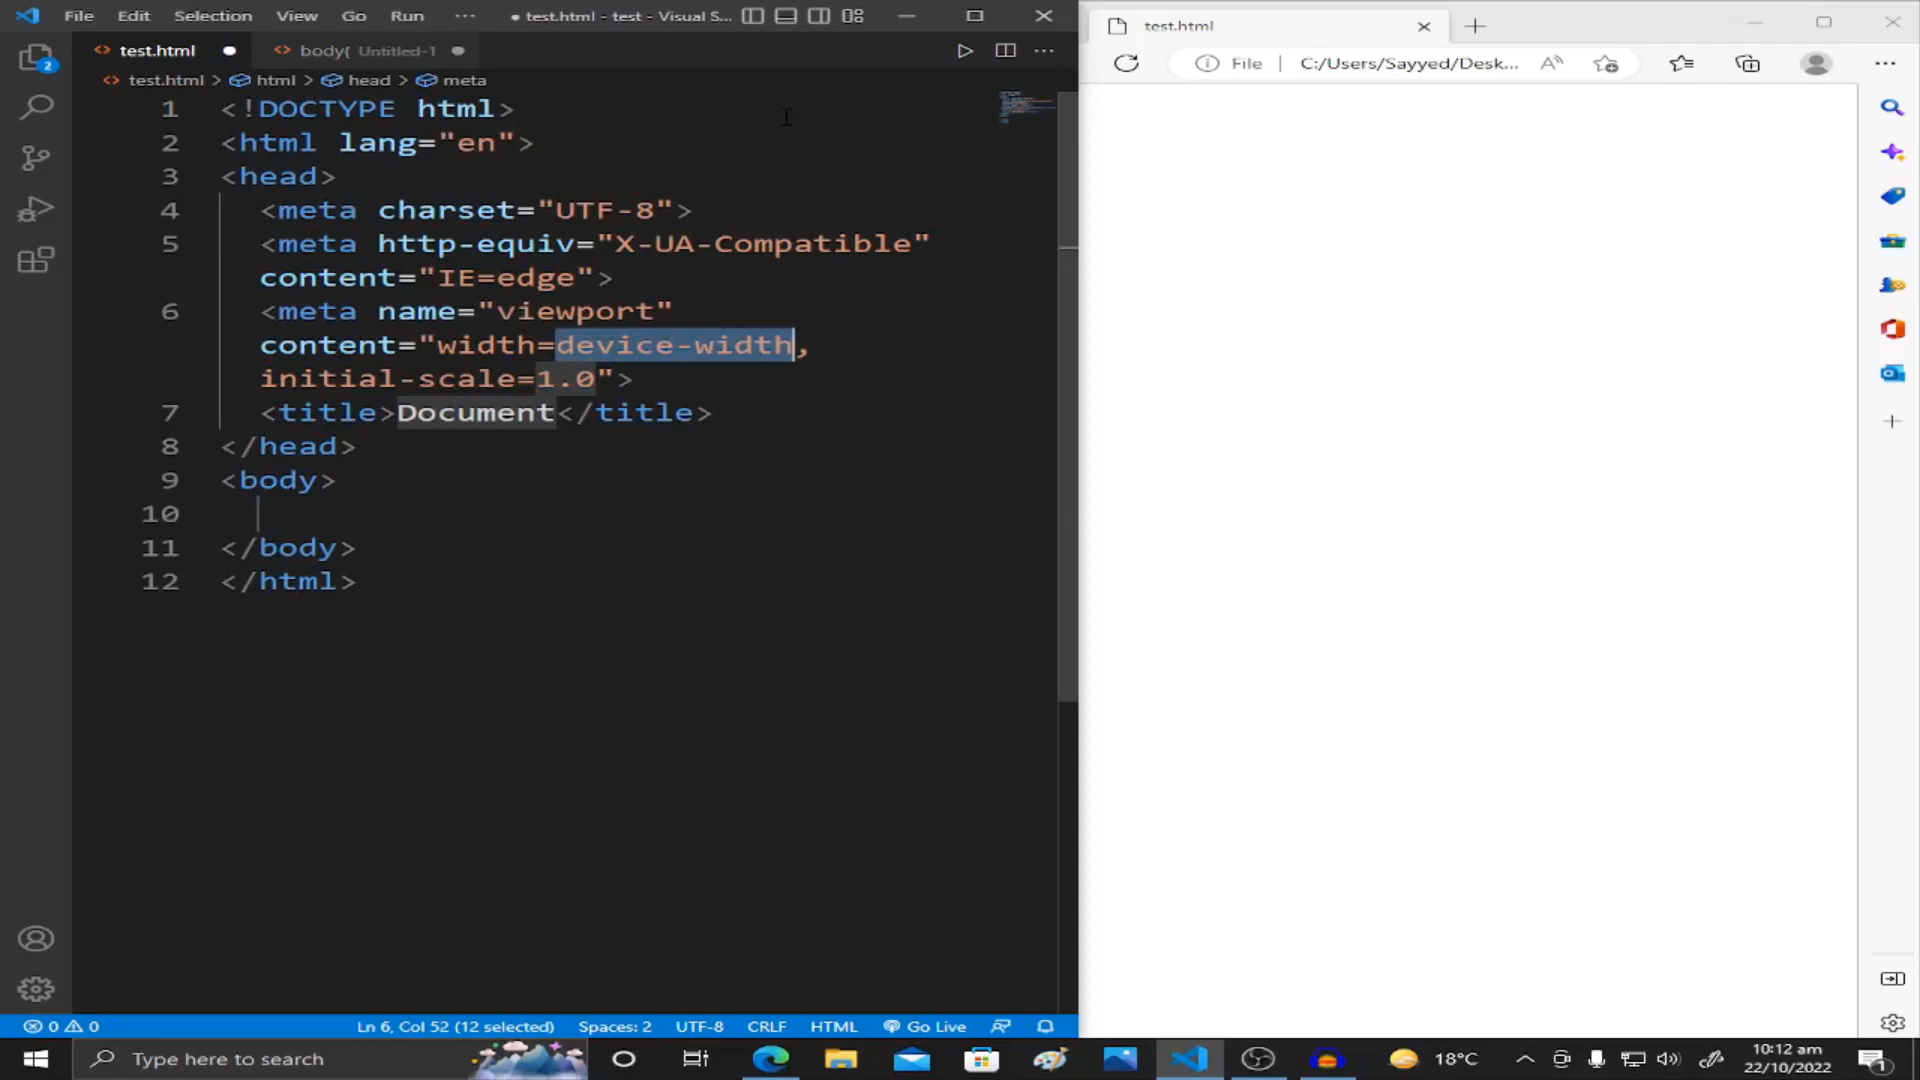 File Edit Selection View Go Run ··· ● test.html - test - Visual S...
test.html ● body{ Untitled-1 ●
test.html > html > head > meta
1 <!DOCTYPE html>
2 <html lang="en">
3 <head>
4 <meta charset="UTF-8">
5 <meta http-equiv="X-UA-Compatible"
content="IE=edge">
6 <meta name="viewport"
content="width=device-width,
initial-scale=1.0">
7 <title>Document</title>
8 </head>
9 <body>
10
11 </body>
12 </html>
0 0 Ln 6, Col 52 (12 selected) Spaces: 2 UTF-8 CRLF HTML Go Live
test.html
File C:/Users/Sayyed/Desk...
2
Type here to search
18°C
10:12 am
22/10/2022
1